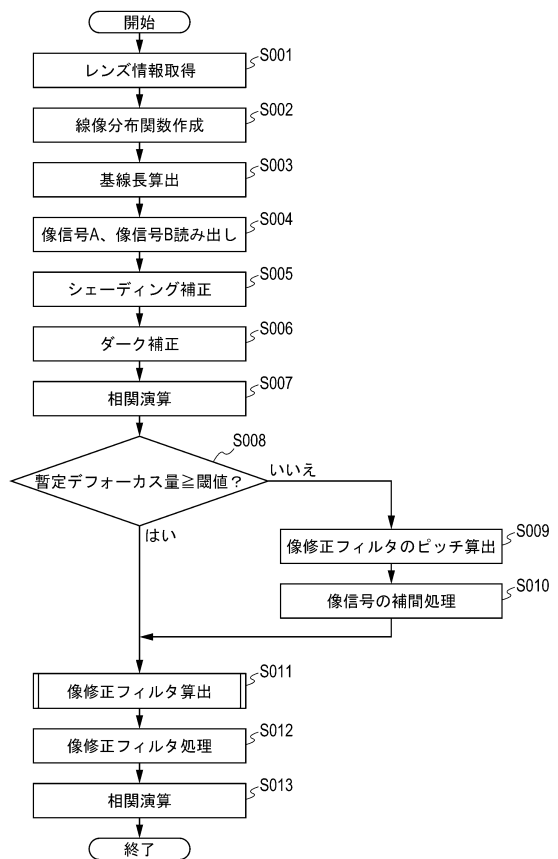 開始
レンズ情報取得
S001
線像分布関数作成
S002
基線長算出
S003
像信号A、像信号B読み出し
S004
シェーディング補正
S005
ダーク補正
S006
相関演算
S007
暫定デフォーカス量≧閾値？
S008
いいえ
はい
像修正フィルタのピッチ算出
S009
像信号の補間処理
S010
像修正フィルタ算出
S011
像修正フィルタ処理
S012
相関演算
S013
終了